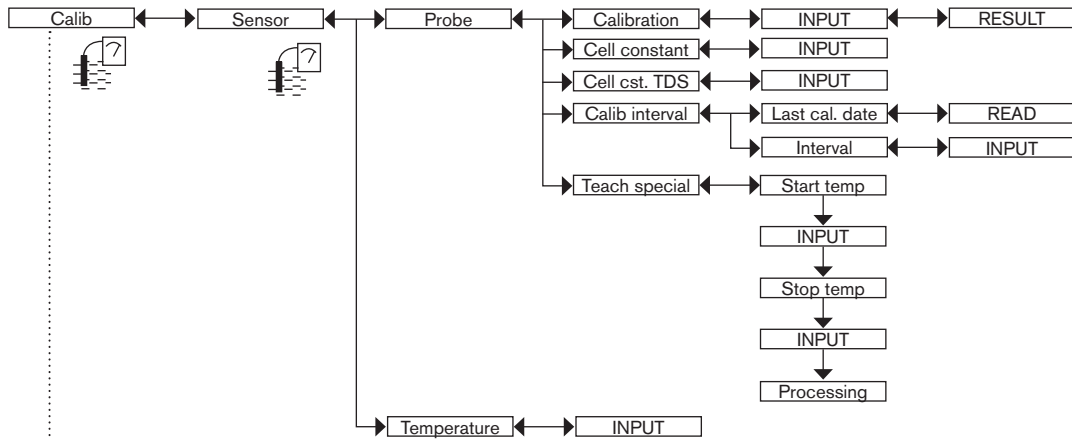 Calib
Sensor
Probe
Calibration
INPUT
RESULT
Cell constant
INPUT
Cell cst. TDS
INPUT
Calib interval
Last cal. date
READ
Interval
INPUT
Teach special
Start temp
INPUT
Stop temp
INPUT
Processing
Temperature
INPUT